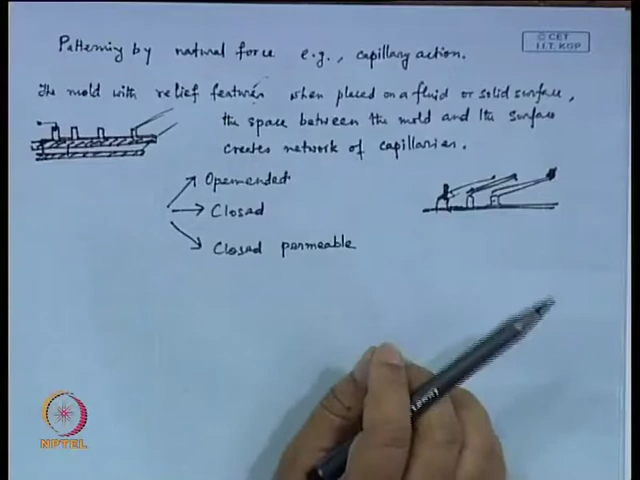 Patterning by natural force e.g., capillary action.
© CET
I.I.T. KGP
The mold with relief features when placed on a fluid or solid surface,
the space between the mold and the surface
creates network of capillaries.
Openended
Closed
Closed permeable
NPTEL